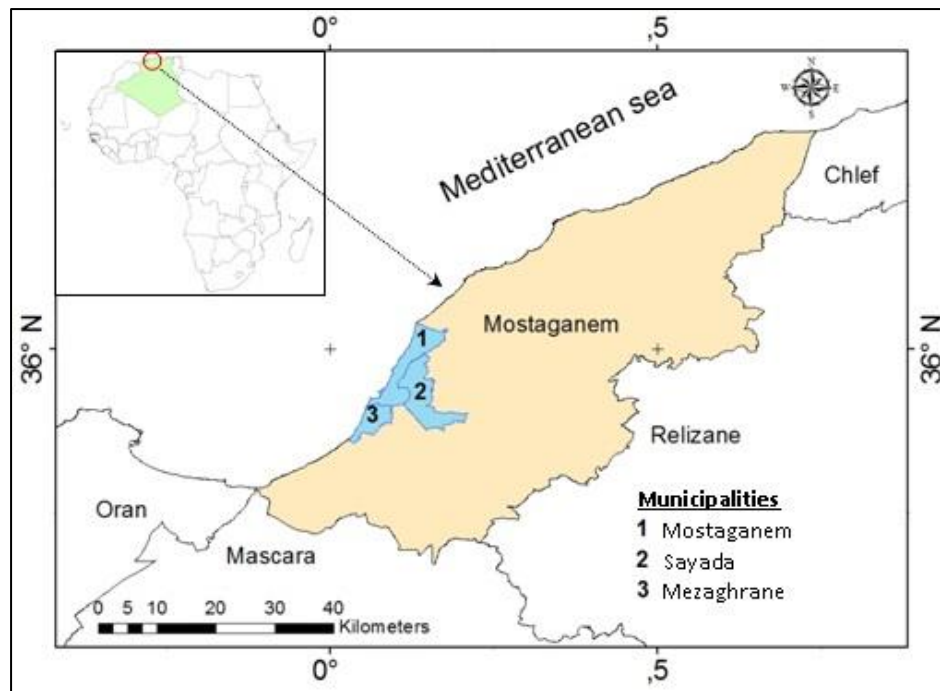 0°
,5
N
W
E
S
Mediterranean sea
Chlef
Mostaganem
36° N
36° N
1
2
3
Relizane
Oran
Mascara
Municipalities
1 Mostaganem
2 Sayada
3 Mezaghrane
0 5 10 20 30 40
Kilometers
0°
,5